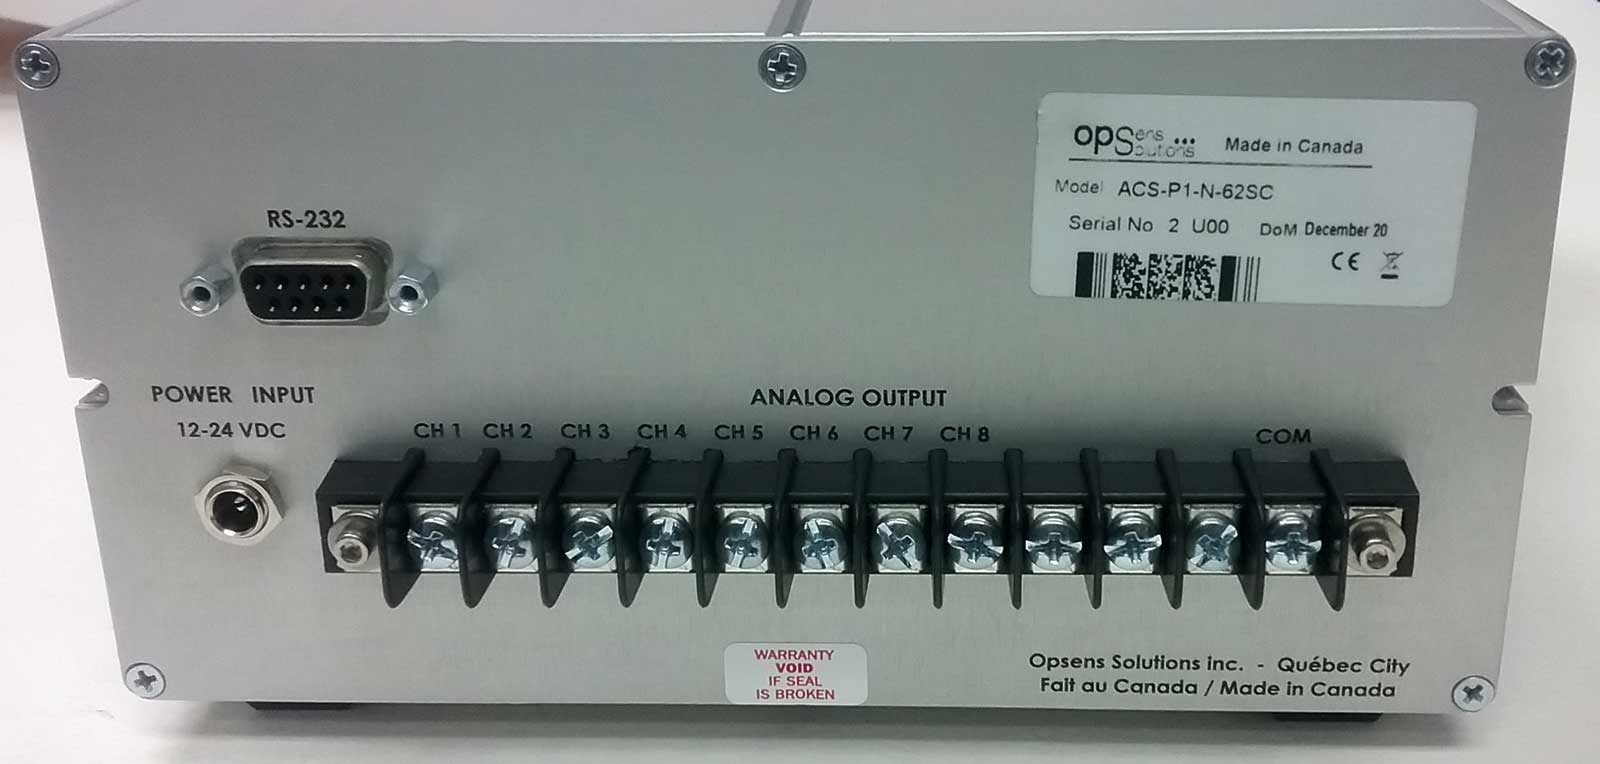 opSens Solutions
Made in Canada
Model ACS-P1-N-62SC
Serial No 2 U00 DoM December 20
CE
RS-232
POWER INPUT
12-24 VDC
ANALOG OUTPUT
CH 1 CH 2 CH 3 CH 4 CH 5 CH 6 CH 7 CH 8 COM
WARRANTY
VOID
IF SEAL
IS BROKEN
Opsens Solutions inc. - Québec City
Fait au Canada / Made in Canada